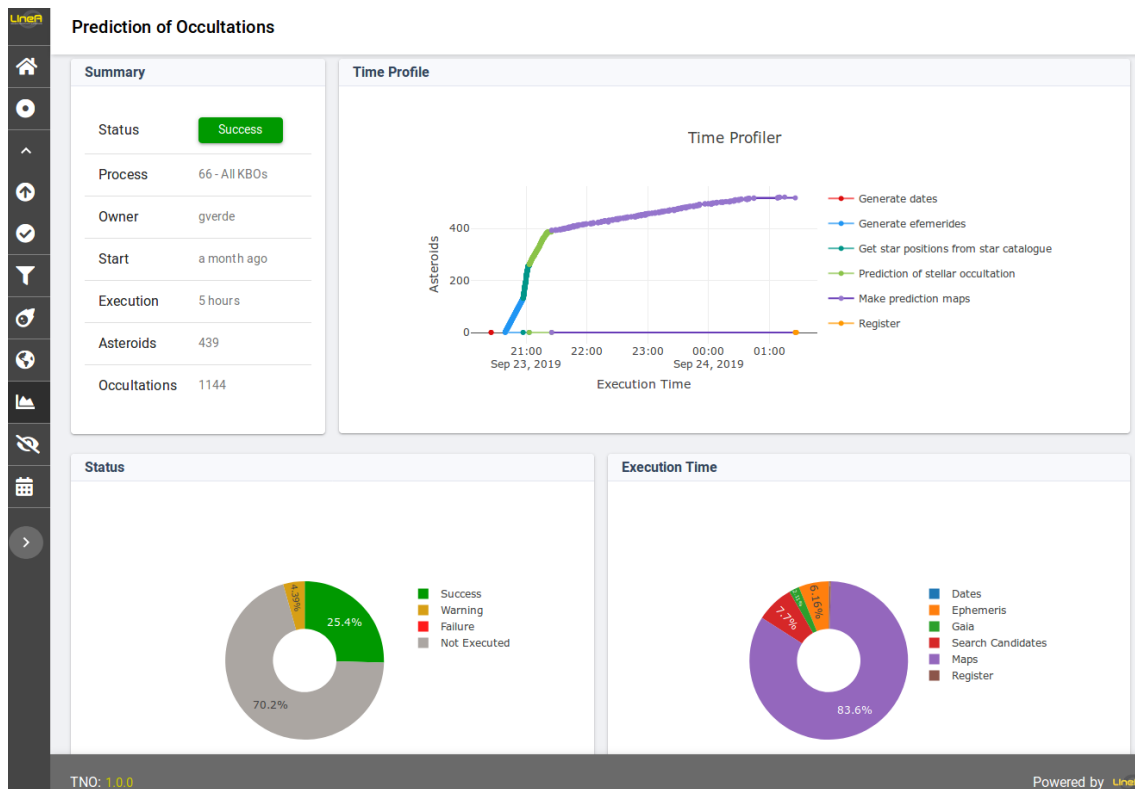 LIneA
Prediction of Occultations
Summary
Status Success
Process 66 - All KBOs
Owner gverde
Start a month ago
Execution 5 hours
Asteroids 439
Occultations 1144
Time Profile
Time Profiler
Asteroids
400
200
0
21:00 22:00 23:00 00:00 01:00
Sep 23, 2019 Sep 24, 2019
Execution Time
Generate dates
Generate efemerides
Get star positions from star catalogue
Prediction of stellar occultation
Make prediction maps
Register
Status
4.39%
25.4%
70.2%
Success
Warning
Failure
Not Executed
Execution Time
6.16%
7.7%
83.6%
Dates
Ephemeris
Gaia
Search Candidates
Maps
Register
TNO: 1.0.0
Powered by